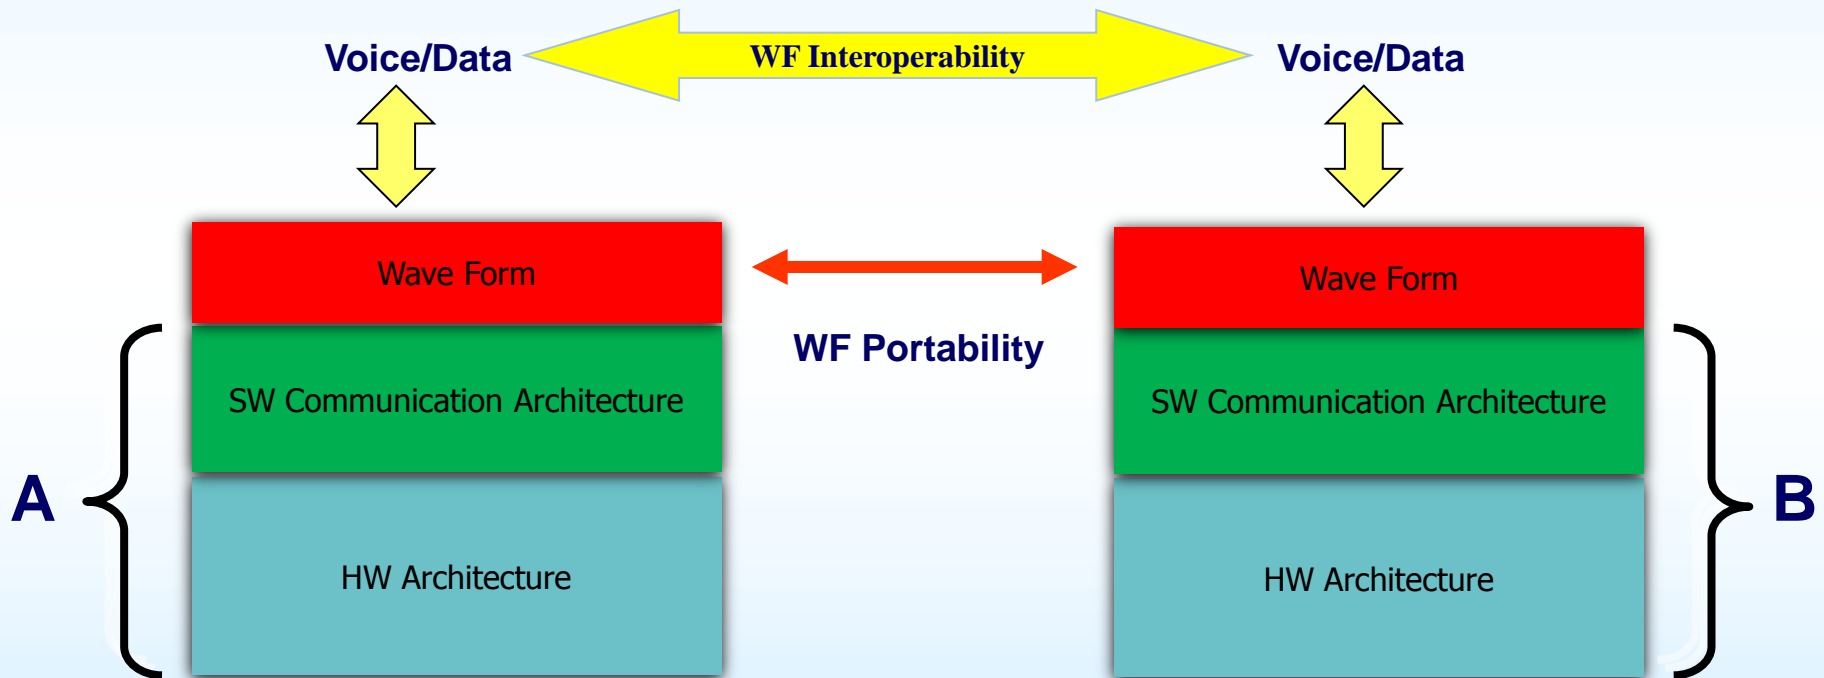 Voice/Data
WF Interoperability
Voice/Data
Wave Form
Wave Form
WF Portability
SW Communication Architecture
SW Communication Architecture
A
B
HW Architecture
HW Architecture